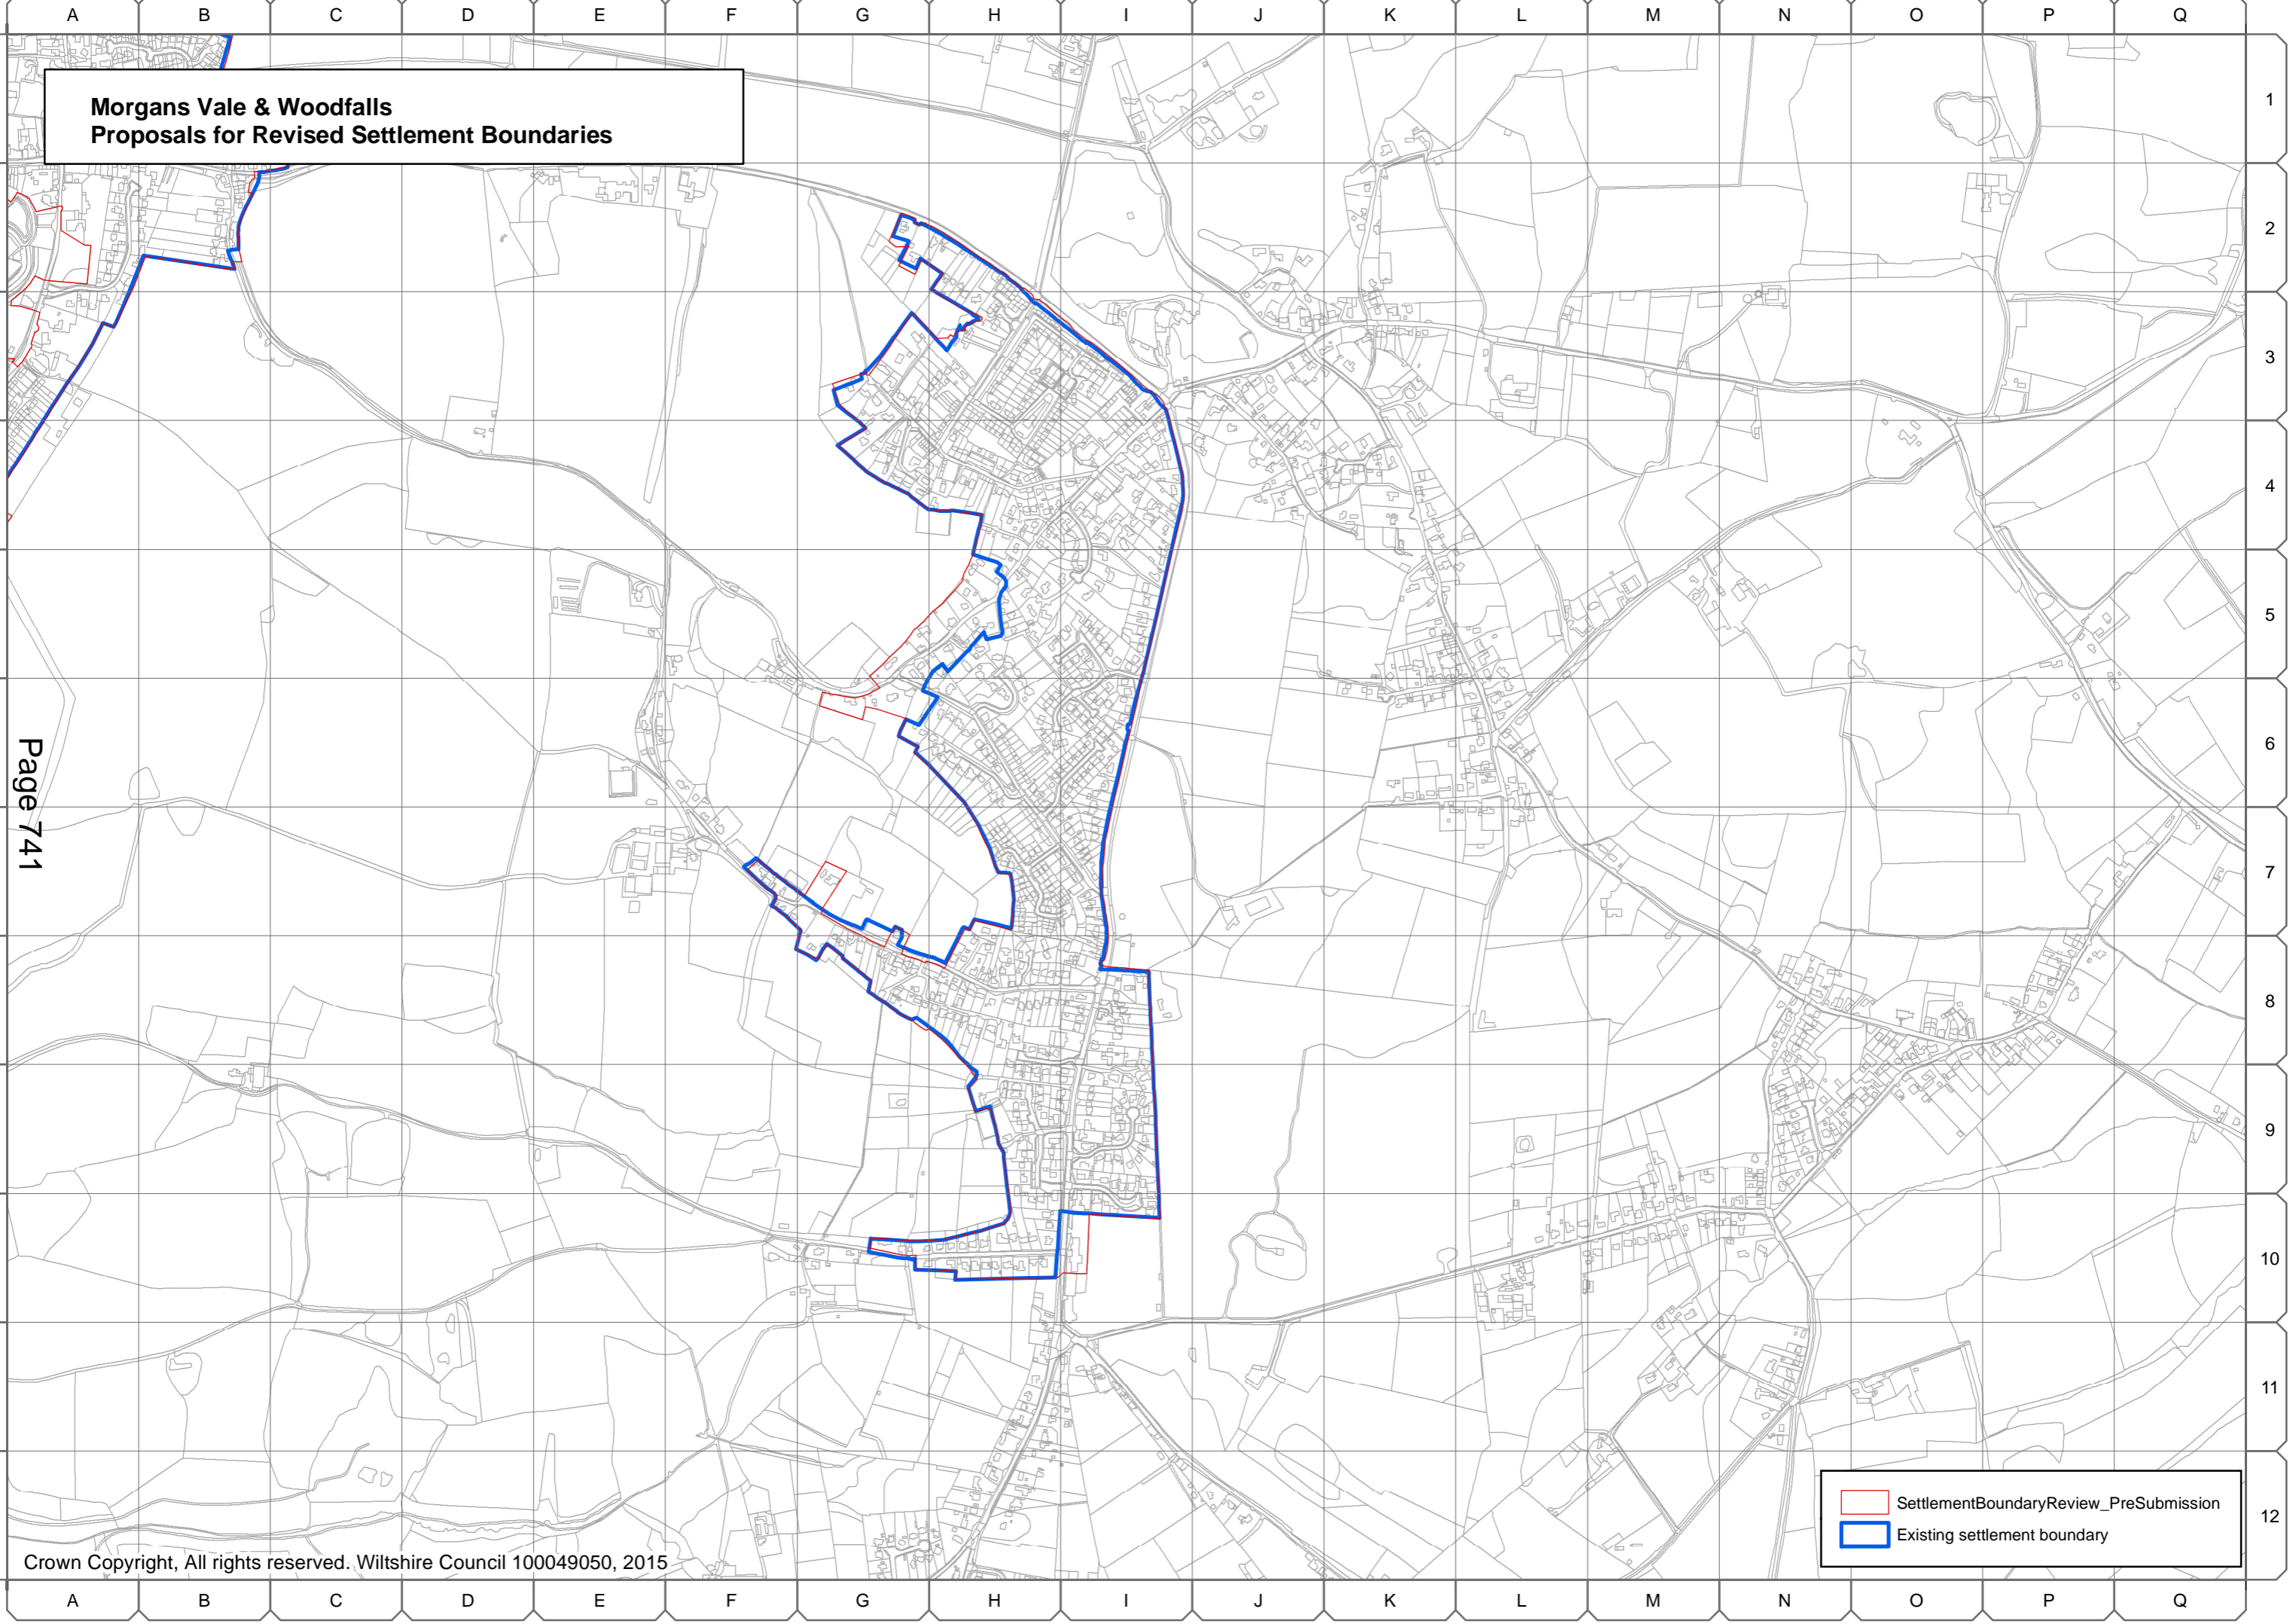 A B C D E F G H I J K L M N O P Q
Morgans Vale & Woodfalls
Proposals for Revised Settlement Boundaries
1
2
3
4
5
6
7
8
9
10
11
12
Page 741
SettlementBoundaryReview_PreSubmission
Existing settlement boundary
Crown Copyright, All rights reserved. Wiltshire Council 100049050, 2015
A B C D E F G H I J K L M N O P Q